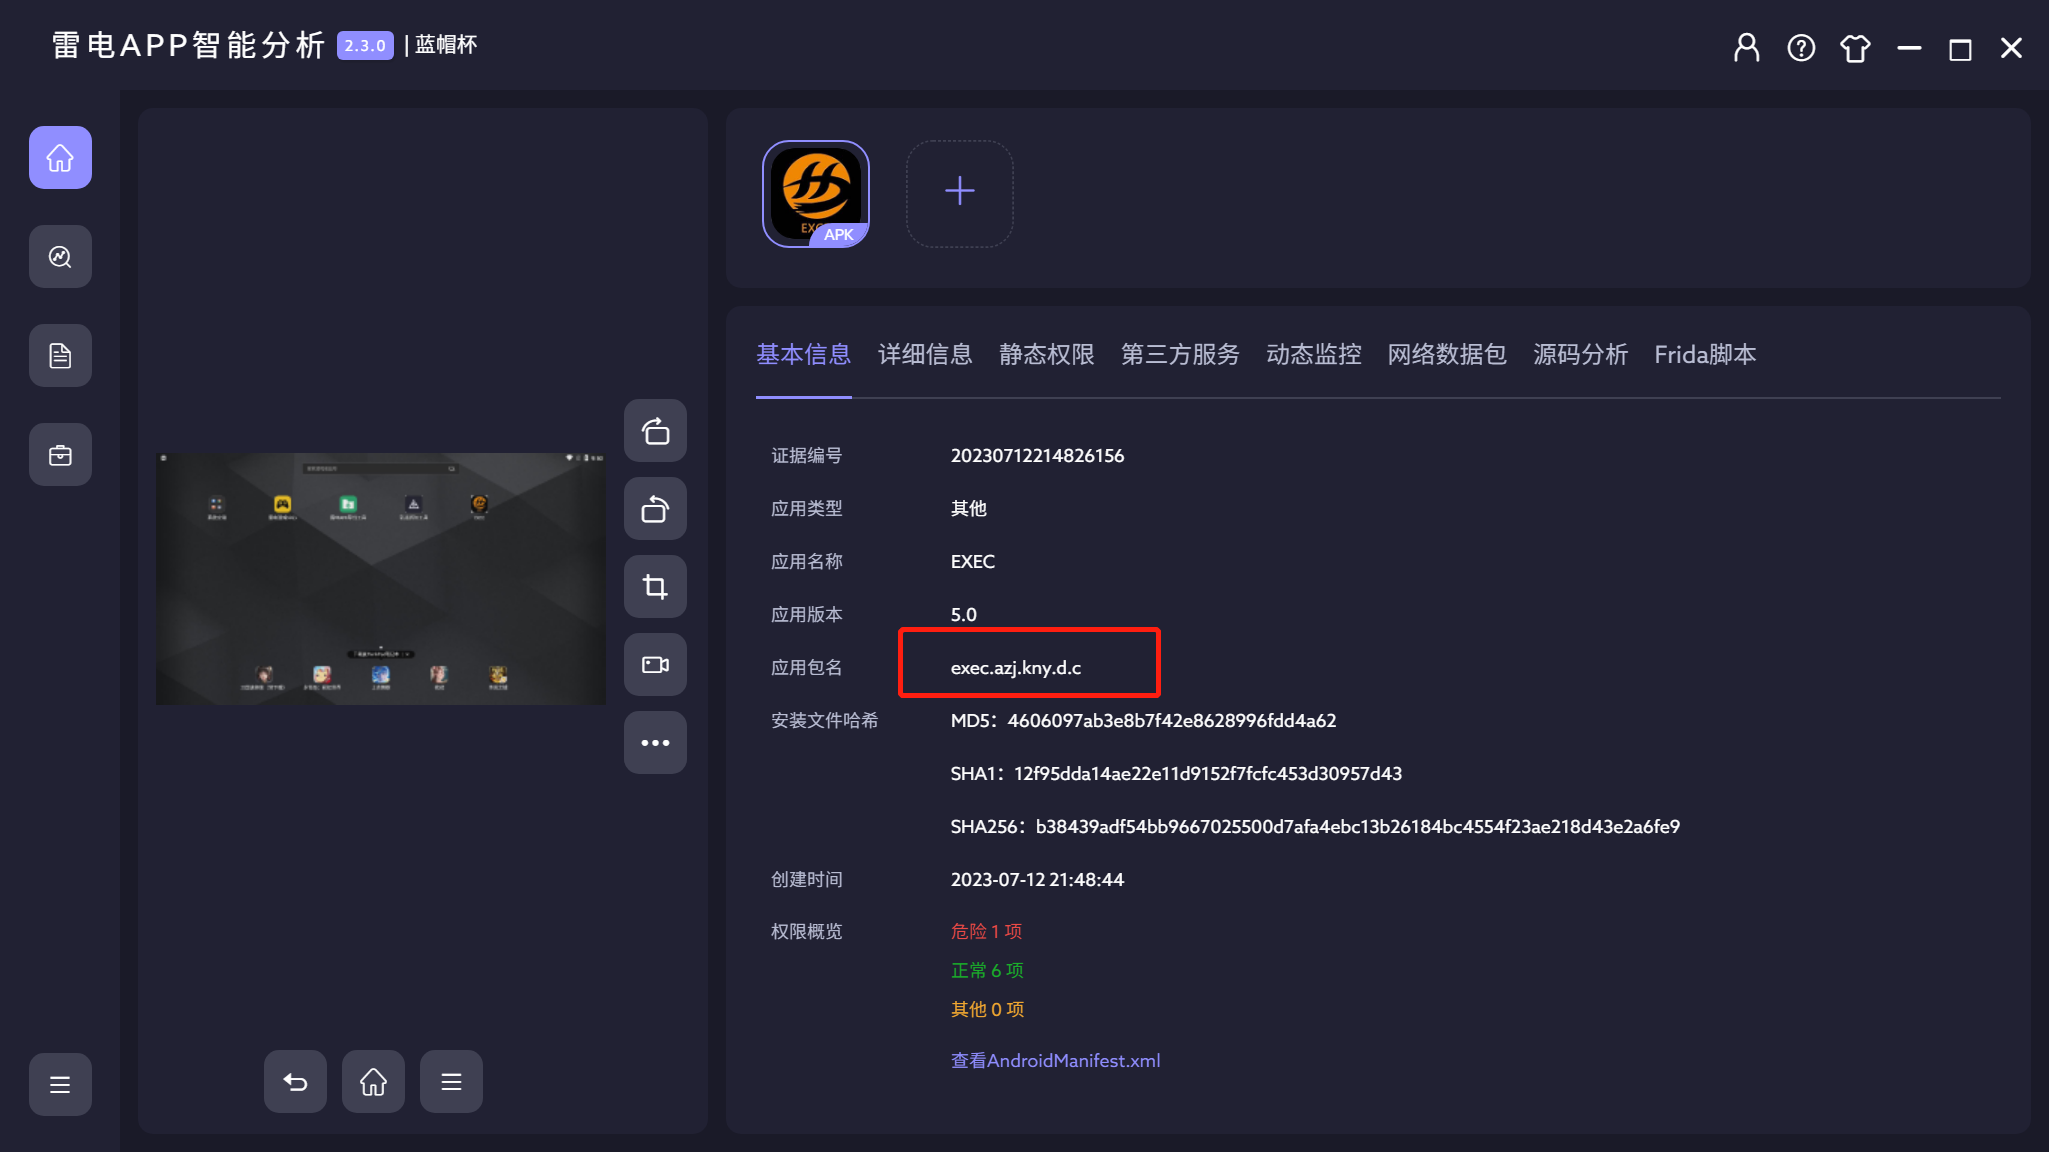 雷电APP智能分析 2.3.0 | 蓝帽杯
EXEC
APK
基本信息 详细信息 静态权限 第三方服务 动态监控 网络数据包 源码分析 Frida脚本
证据编号 20230712214826156
应用类型 其他
应用名称 EXEC
应用版本 5.0
应用包名 exec.azj.kny.d.c
安装文件哈希 MD5：4606097ab3e8b7f42e8628996fdd4a62
SHA1：12f95dda14ae22e11d9152f7fcfc453d30957d43
SHA256：b38439adf54bb9667025500d7afa4ebc13b26184bc4554f23ae218d43e2a6fe9
创建时间 2023-07-12 21:48:44
权限概览 危险 1 项
正常 6 项
其他 0 项
查看AndroidManifest.xml